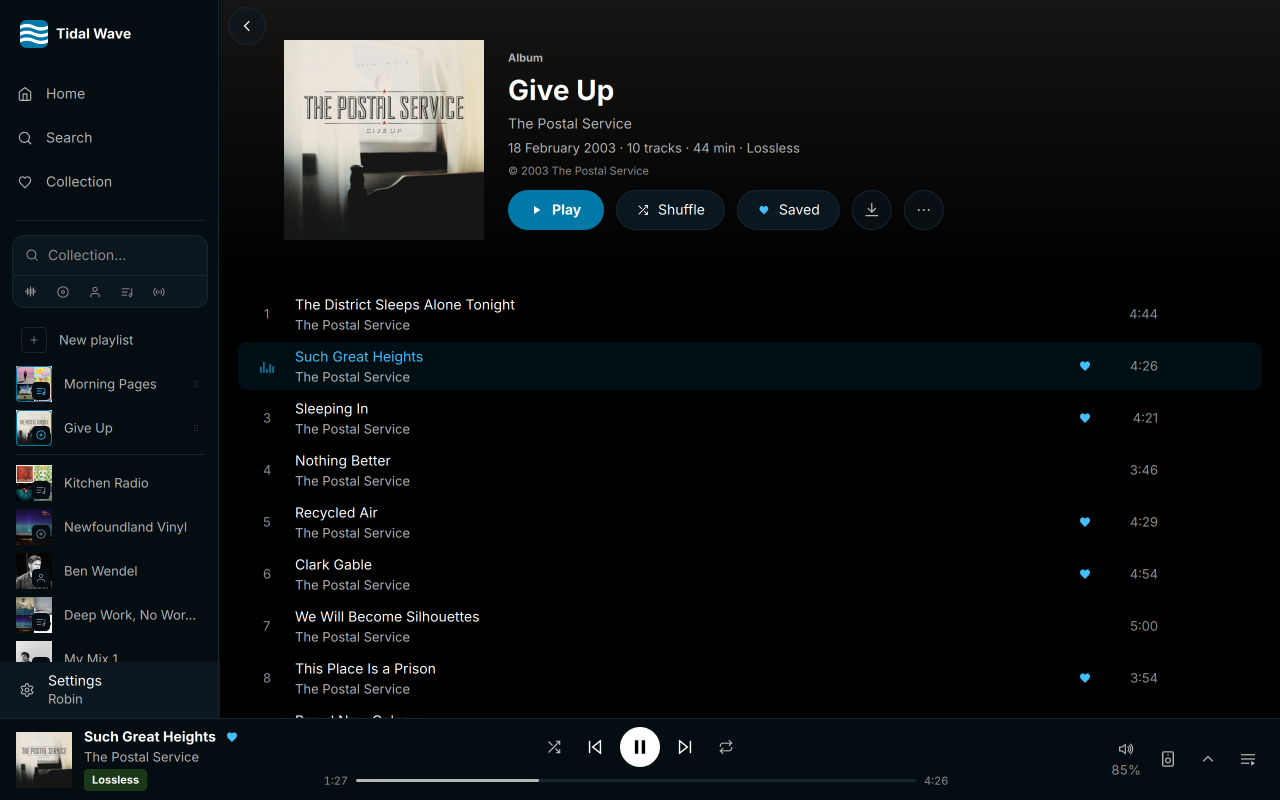 Tidal Wave
Home
Search
Collection
Collection...
New playlist
Morning Pages
Give Up
Kitchen Radio
Newfoundland Vinyl
Ben Wendel
Deep Work, No Wor...
My Mix 1
Settings
Robin
THE POSTAL SERVICE
GIVE UP
Album
Give Up
The Postal Service
18 February 2003 · 10 tracks · 44 min · Lossless
© 2003 The Postal Service
Play
Shuffle
Saved
1 The District Sleeps Alone Tonight 4:44
The Postal Service
Such Great Heights 4:26
The Postal Service
3 Sleeping In 4:21
The Postal Service
4 Nothing Better 3:46
The Postal Service
5 Recycled Air 4:29
The Postal Service
6 Clark Gable 4:54
The Postal Service
7 We Will Become Silhouettes 5:00
The Postal Service
8 This Place Is a Prison 3:54
The Postal Service
Such Great Heights
The Postal Service
Lossless
1:27
4:26
85%